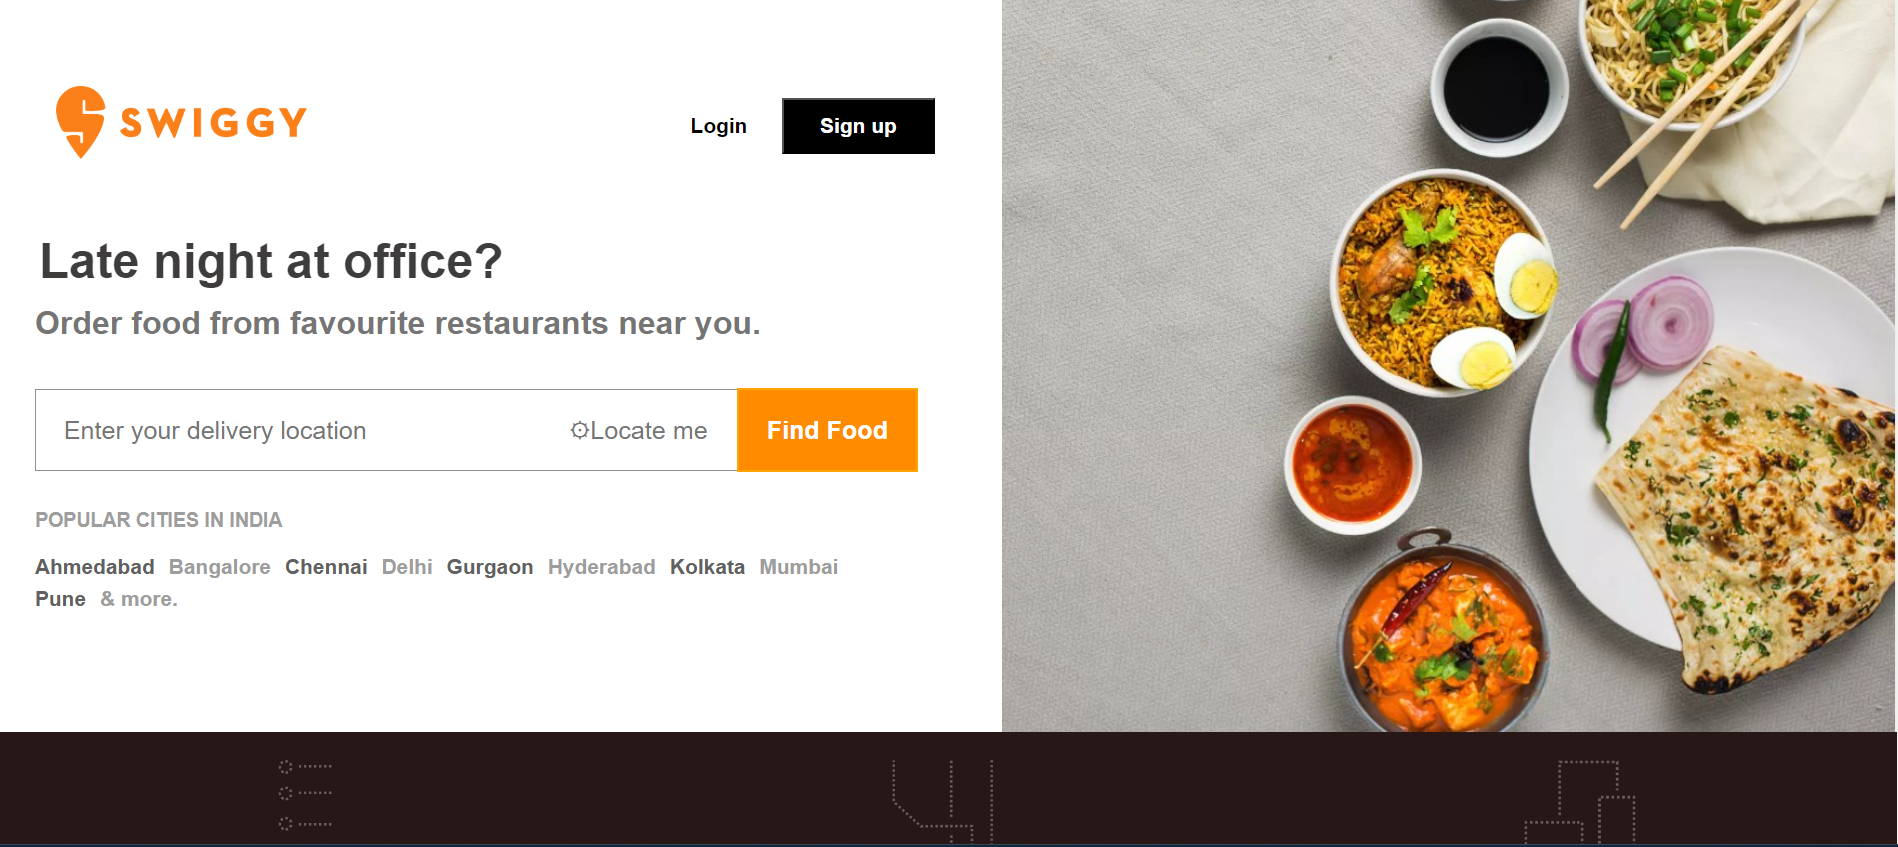 SWIGGY
Login
Sign up
Late night at office?
Order food from favourite restaurants near you.
Enter your delivery location
Locate me
Find Food
POPULAR CITIES IN INDIA
Ahmedabad Bangalore Chennai Delhi Gurgaon Hyderabad Kolkata Mumbai
Pune & more.